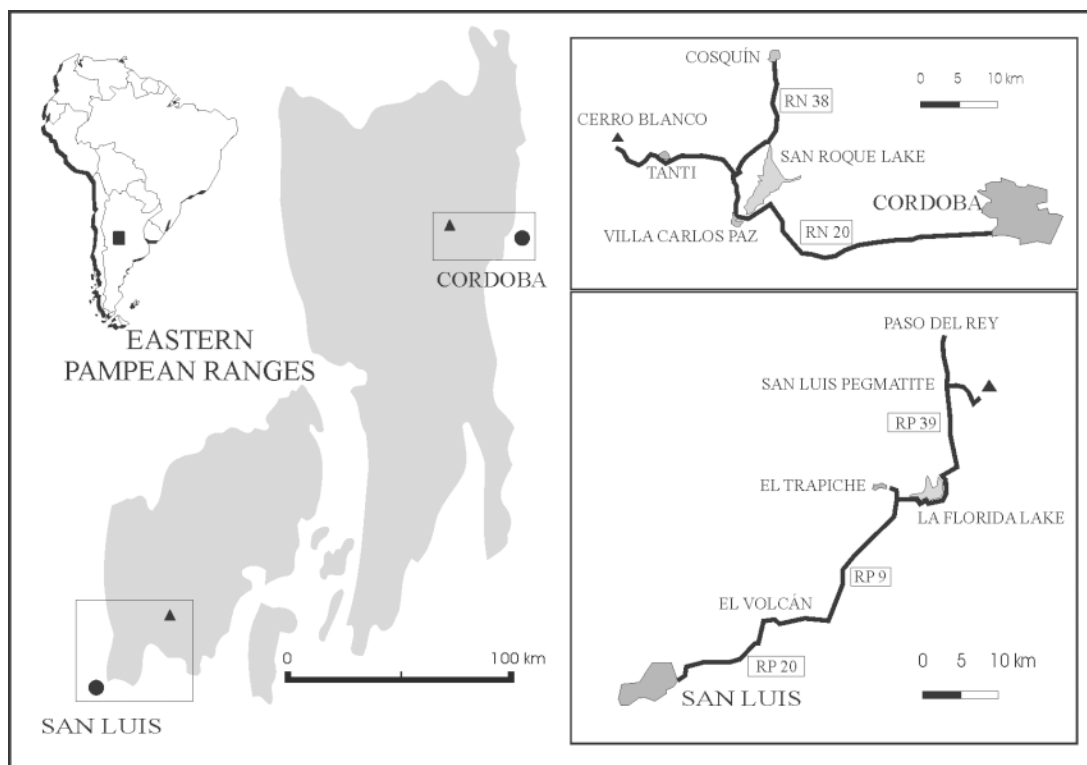 EASTERN
PAMPEAN RANGES
CORDOBA
0 100 km
SAN LUIS
COSQUÍN
0 5 10 km
RN 38
CERRO BLANCO
SAN ROQUE LAKE
TANTI
CORDOBA
VILLA CARLOS PAZ
RN 20
PASO DEL REY
SAN LUIS PEGMATITE
RP 39
EL TRAPICHE
LA FLORIDA LAKE
RP 9
EL VOLCÁN
0 5 10 km
RP 20
SAN LUIS